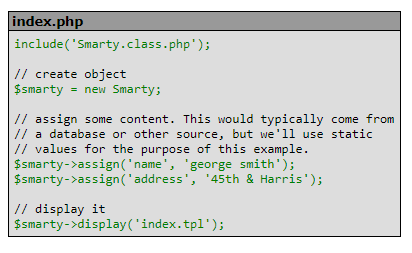 index.php
include('Smarty.class.php');
// create object
$smarty = new Smarty;
// assign some content. This would typically come from
// a database or other source, but we'll use static
// values for the purpose of this example.
$smarty->assign('name', 'george smith');
$smarty->assign('address', '45th & Harris');
// display it
$smarty->display('index.tpl');